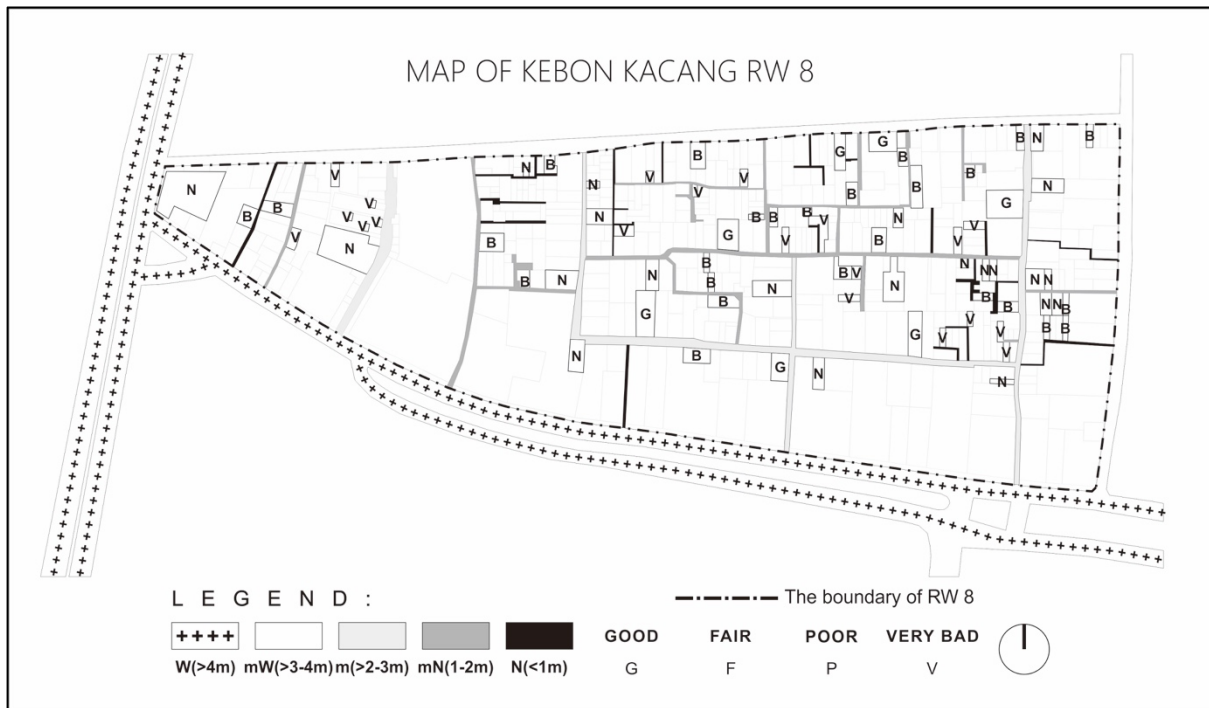 MAP OF KEBON KACANG RW 8
G B N B
G B B
N B B B
V V V
N V N B N
G
B B V N B B B V N
V V V V
V N B G V B V
B N N N
N B V
B N B N N N N
B V B
B N N B
G V
G V V B B
N B V
G N
N
L E G E N D :
The boundary of RW 8
++++
W(>4m) mW(>3-4m) m(>2-3m) mN(1-2m) N(<1m)
GOOD FAIR POOR VERY BAD
G F P V